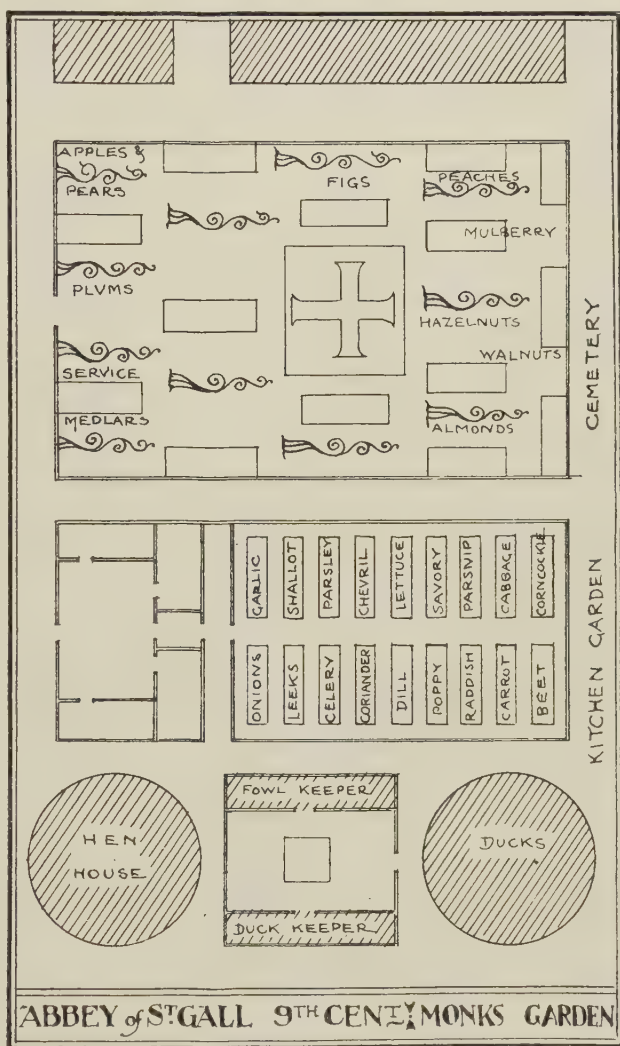 APPLES &
PEARS
FIGS
PEACHES
MULBERRY
PLVMS
HAZELNUTS
SERVICE
WALNUTS
MEDLARS
ALMONDS
CEMETERY
GARLIC
SHALLOT
PARSLEY
CHEVRIL
LETTUCE
SAVORY
PARSNIP
CABBAGE
CORNCOCKLE
ONIONS
LEEKS
CELERY
CORIANDER
DILL
POPPY
RADDISH
CARROT
BEET
KITCHEN GARDEN
HEN
HOUSE
FOWL KEEPER
DUCK KEEPER
DUCKS
ABBEY of ST GALL 9TH CENTY MONKS GARDEN